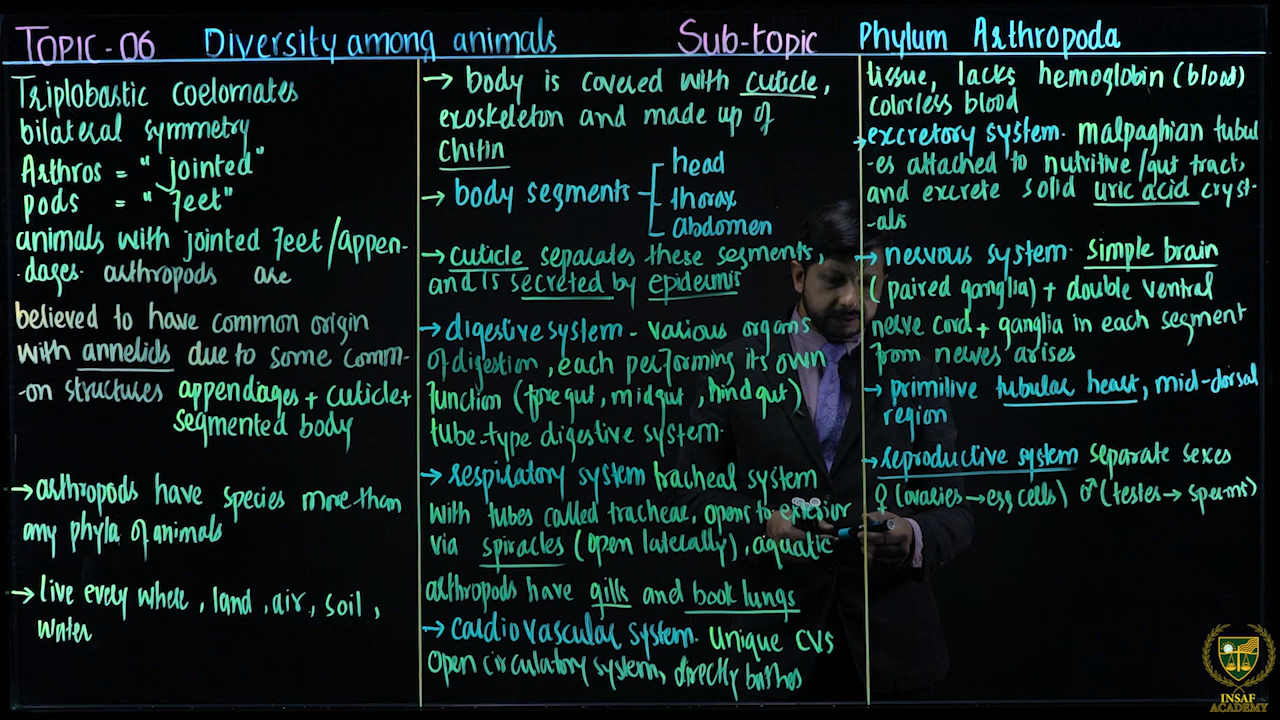 TOPIC-06 Diversity among animals Sub-topic Phylum Arthropoda
Triplobastic coelomates
bilateral symmetry
Arthros = "jointed"
pods = "feet"
animals with jointed feet/appen-
-dages. arthropods are
believed to have common origin
with annelids due to some comm-
-on structures appendages + cuticle+
segmented body
→ arthropods have species more than
any phyla of animals
→ live every where, land, air, soil,
water
→ body is covered with cuticle,
exoskeleton and made up of
Chitin
→ body segments
head
thorax
abdomen
→ cuticle separates these segments,
and is secreted by epidermis
→ digestive system - various organs
of digestion, each performing its own
function (foregut, midgut, hindgut)
tube-type digestive system.
→ respiratory system tracheal system
with tubes called tracheae, opens to exterior
via spiracles (open laterally), aquatic
arthropods have gills and book lungs
→ cardiovascular system. unique CVS
open circulatory system, directly bathes
tissue, lacks hemoglobin (blood)
colorless blood
→ excretory system. malpaghian tubul
-es attached to nutritive/gut tract,
and excrete solid uric acid cryst-
-als
→ nervous system. simple brain
(paired ganglia) + double ventral
nerve cord + ganglia in each segment
from nerves arises
→ primitive tubular heart, mid-dorsal
region
→ reproductive system separate sexes
♀ (ovaries → egg cells) ♂ (testes → sperms)
INSAF
ACADEMY